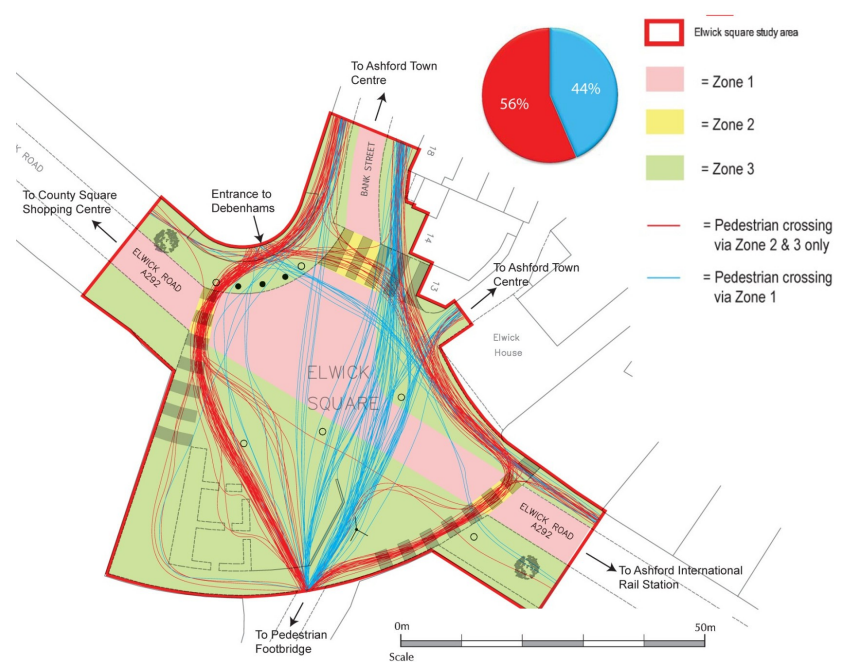 Elwick square study area
44%
56%
= Zone 1
= Zone 2
= Zone 3
= Pedestrian crossing
via Zone 2 & 3 only
= Pedestrian crossing
via Zone 1
To Ashford Town
Centre
BANK STREET
18
14
13
K ROAD
To County Square
Shopping Centre
Entrance to
Debenhams
ELWICK ROAD
A292
To Ashford Town
Centre
Elwick
House
ELWICK
SQUARE
ELWICK ROAD
A292
To Ashford International
Rail Station
To Pedestrian
Footbridge
0m
50m
Scale